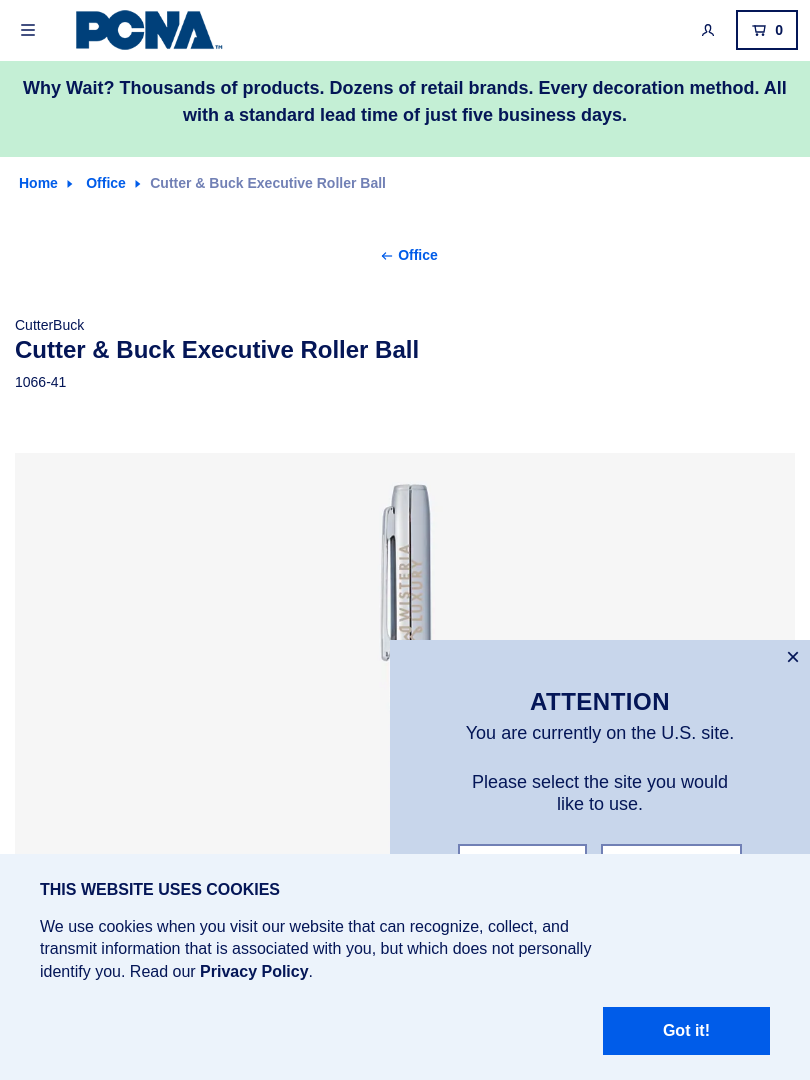 PCNA™
0
Why Wait? Thousands of products. Dozens of retail brands. Every decoration method. All
with a standard lead time of just five business days.
Home
Office
Cutter & Buck Executive Roller Ball
← Office
CutterBuck
Cutter & Buck Executive Roller Ball
1066-41
WISTERIA
LUXURY
ATTENTION
You are currently on the U.S. site.
Please select the site you would
like to use.
THIS WEBSITE USES COOKIES
We use cookies when you visit our website that can recognize, collect, and
transmit information that is associated with you, but which does not personally
identify you. Read our Privacy Policy.
Got it!